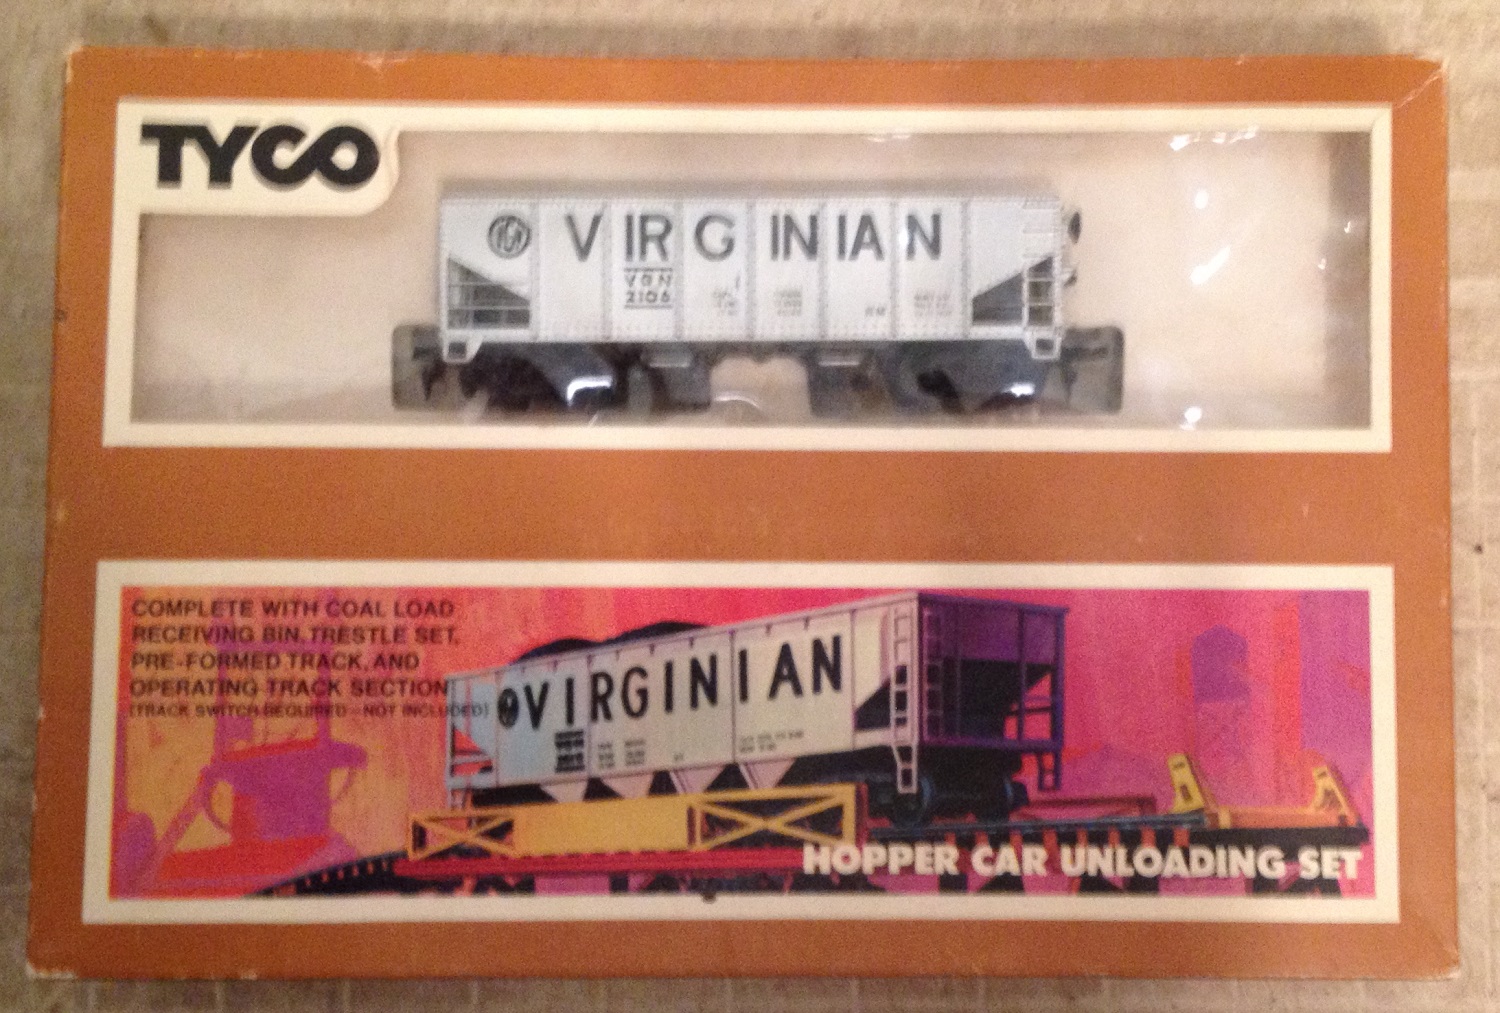 TYCO
VGN VIRGINIAN
VGN
2106
COMPLETE WITH COAL LOAD
RECEIVING BIN, TRESTLE SET,
PRE-FORMED TRACK, AND
OPERATING TRACK SECTION
(TRACK SWITCH REQUIRED - NOT INCLUDED)
VIRGINIAN
HOPPER CAR UNLOADING SET